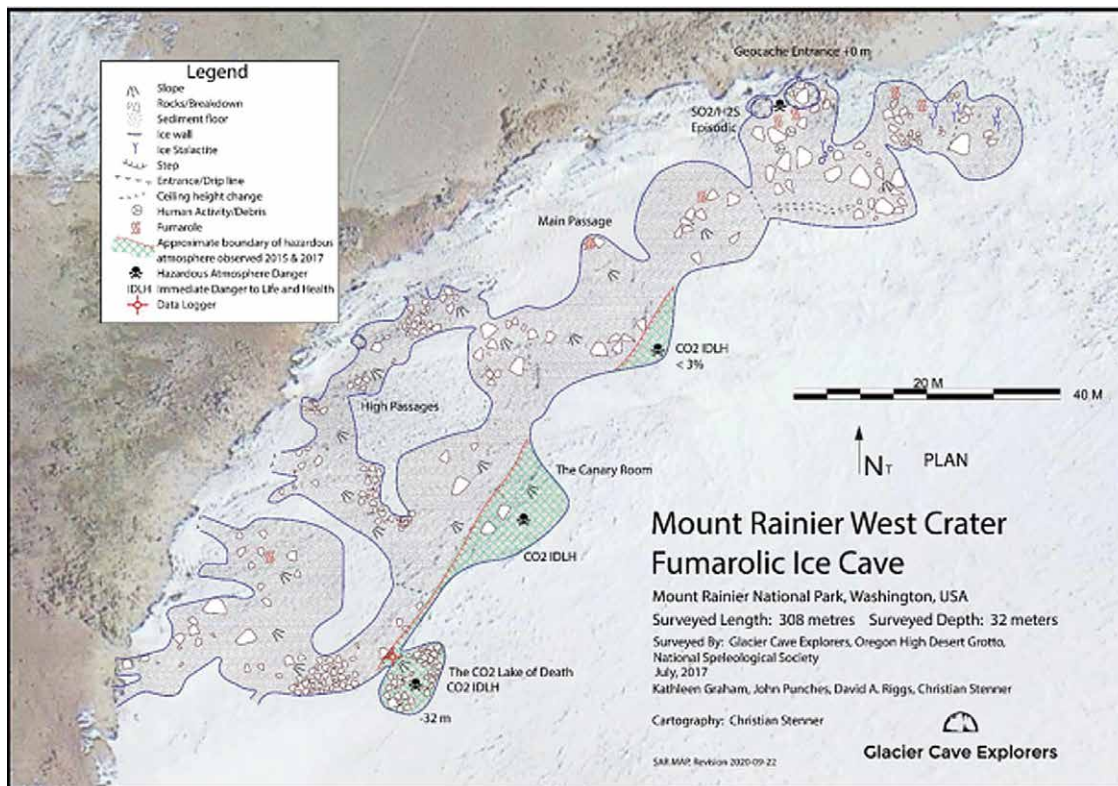 Geocache Entrance +0 m
Legend
Slope
Rocks/Breakdown
Sediment floor
Ice wall
Ice Stalactite
Step
Entrance/Drip line
Ceiling height change
Human Activity/Debris
Fumarole
Approximate boundary of hazardous
atmosphere observed 2015 & 2017
Hazardous Atmosphere Danger
IDLH Immediate Danger to Life and Health
Data Logger
SO2/H2S
Episodic
Main Passage
CO2 IDLH
< 3%
High Passages
20 M
40 M
NT PLAN
The Canary Room
CO2 IDLH
The CO2 Lake of Death
CO2 IDLH
-32 m
Mount Rainier West Crater
Fumarolic Ice Cave
Mount Rainier National Park, Washington, USA
Surveyed Length: 308 metres Surveyed Depth: 32 meters
Surveyed By: Glacier Cave Explorers, Oregon High Desert Grotto,
National Speleological Society
July, 2017
Kathleen Graham, John Punches, David A. Riggs, Christian Stenner
Cartography: Christian Stenner
Glacier Cave Explorers
SAR MAP, Revision 2020-09-22